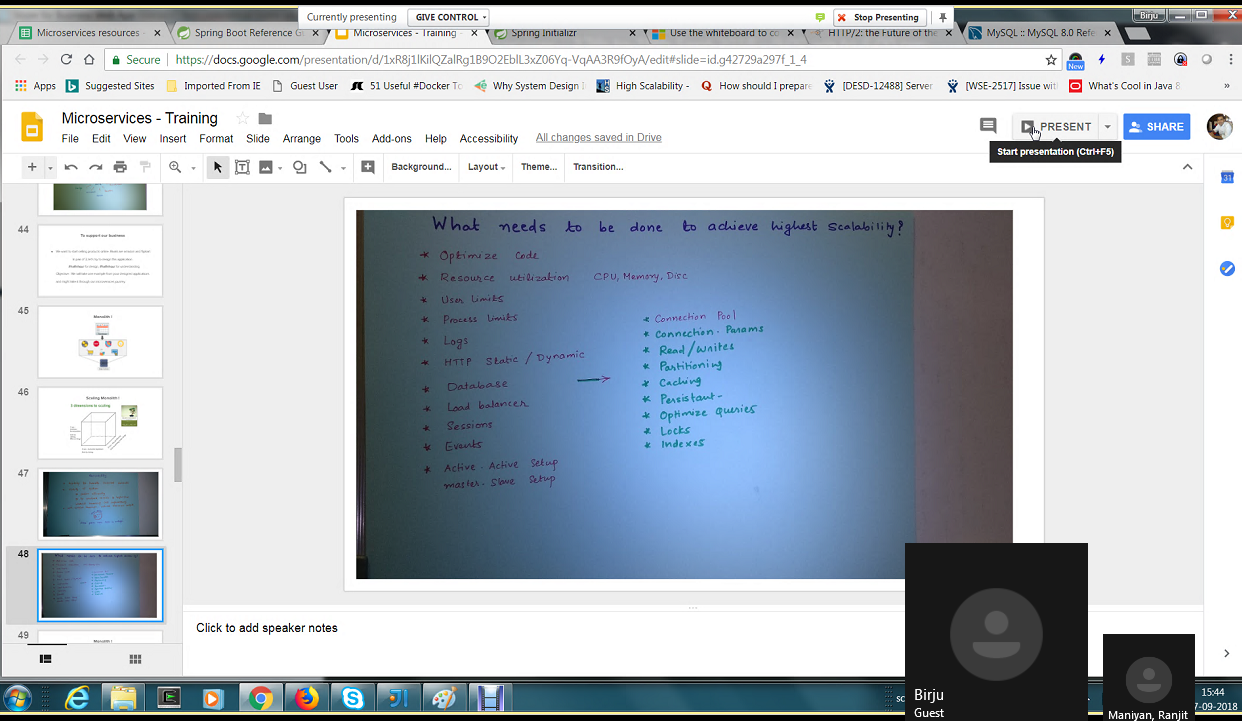 Currently presenting
GIVE CONTROL
Stop Presenting
Birju
Microservices resources
Spring Boot Reference G
Microservices - Training
Spring Initializr
Use the whiteboard to co
HTTP/2: the Future of the
MySQL :: MySQL 8.0 Refe
Secure
https://docs.google.com/presentation/d/1xR8j1lKilQZalRg1B9O2EblL3xZ06Yq-VqAA3R9fOyA/edit#slide=id.g42729a297f_1_4
New
Apps
Suggested Sites
Imported From IE
Guest User
51 Useful #Docker To
Why System Design
High Scalability -
How should I prepare
[DESD-12488] Server
[WSE-2517] Issue with
What's Cool in Java 8
Microservices - Training
File Edit View Insert Format Slide Arrange Tools Add-ons Help Accessibility
All changes saved in Drive
PRESENT
SHARE
Start presentation (Ctrl+F5)
Background...
Layout
Theme...
Transition...
31
44
To support our business
45
Monolith !
46
Scaling Monolith !
3 dimensions to scaling
47
48
49
Monolith !
What needs to be done to achieve highest scalability?
* Optimize Code
* Resource utilization CPU, Memory, Disc
* User Limits
* Process Limits
* Logs
* HTTP Static / Dynamic
* Database
* Load balancer
* Sessions
* Events
* Active - Active Setup
master - Slave Setup
* Connection Pool
* Connection - Params
* Read/Writes
* Partitioning
* Caching
* Persistant -
* Optimize Queries
* Locks
* Indexes
Click to add speaker notes
Birju
Guest
Maniyan, Ranjit
15:44
7-09-2018